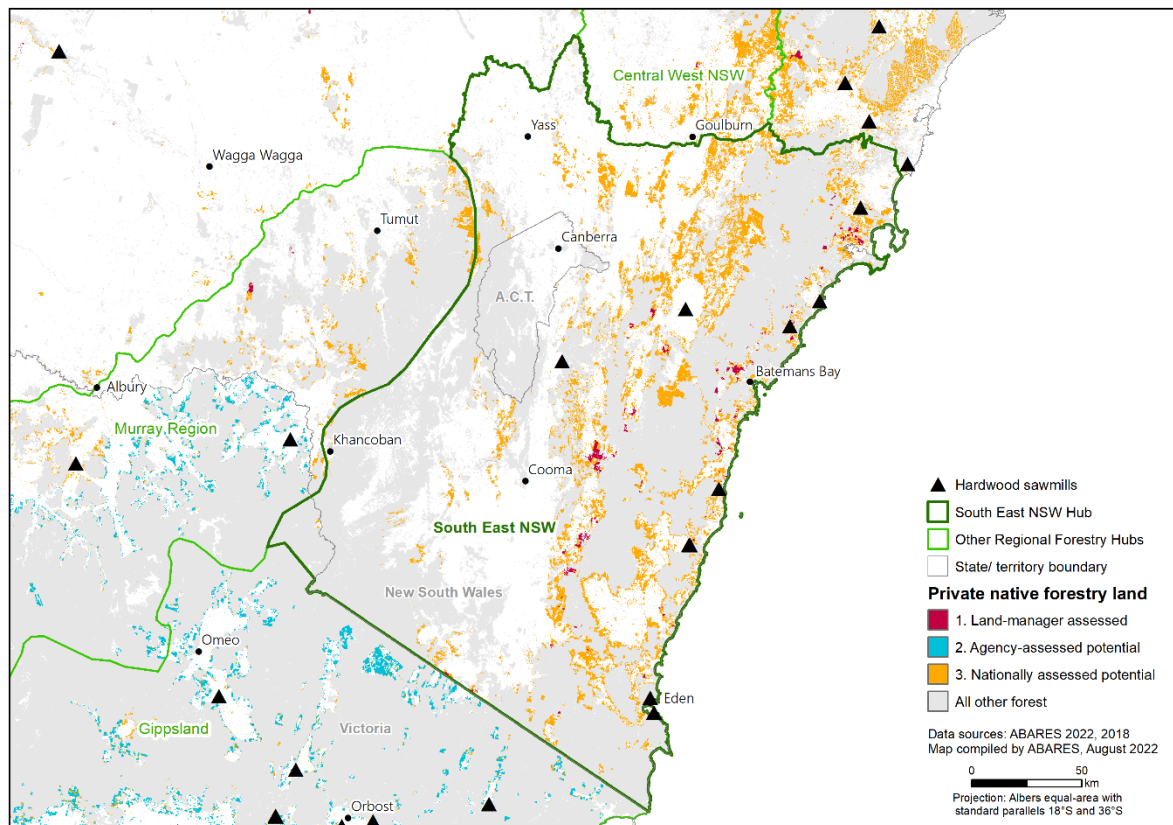 Central West NSW
Yass
Goulburn
Wagga Wagga
Tumut
Canberra
A.C.T.
Batemans Bay
Albury
Murray Region
Khancoban
Cooma
South East NSW
New South Wales
Omeo
Eden
Gippsland
Victoria
Orbost
Hardwood sawmills
South East NSW Hub
Other Regional Forestry Hubs
State/ territory boundary
Private native forestry land
1. Land-manager assessed
2. Agency-assessed potential
3. Nationally assessed potential
All other forest
Data sources: ABARES 2022, 2018
Map compiled by ABARES, August 2022
0 50
km
Projection: Albers equal-area with
standard parallels 18°S and 36°S